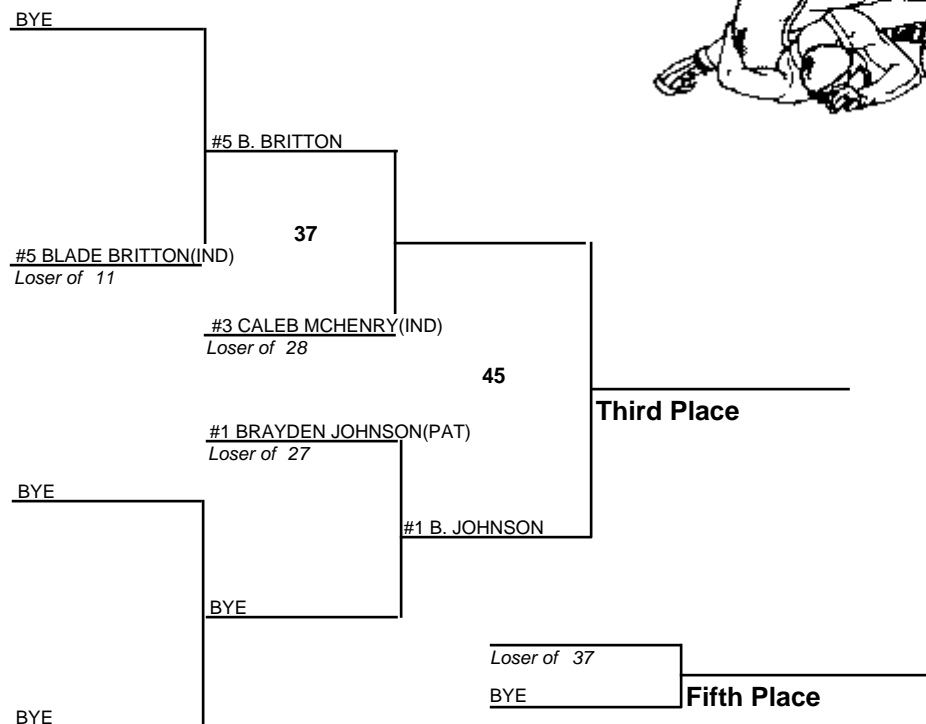 BYE
#5 B. BRITTON
37
#5 BLADE BRITTON(IND)
Loser of 11
#3 CALEB MCHENRY(IND)
Loser of 28
45
Third Place
#1 BRAYDEN JOHNSON(PAT)
Loser of 27
BYE
#1 B. JOHNSON
BYE
Loser of 37
BYE
Fifth Place
BYE